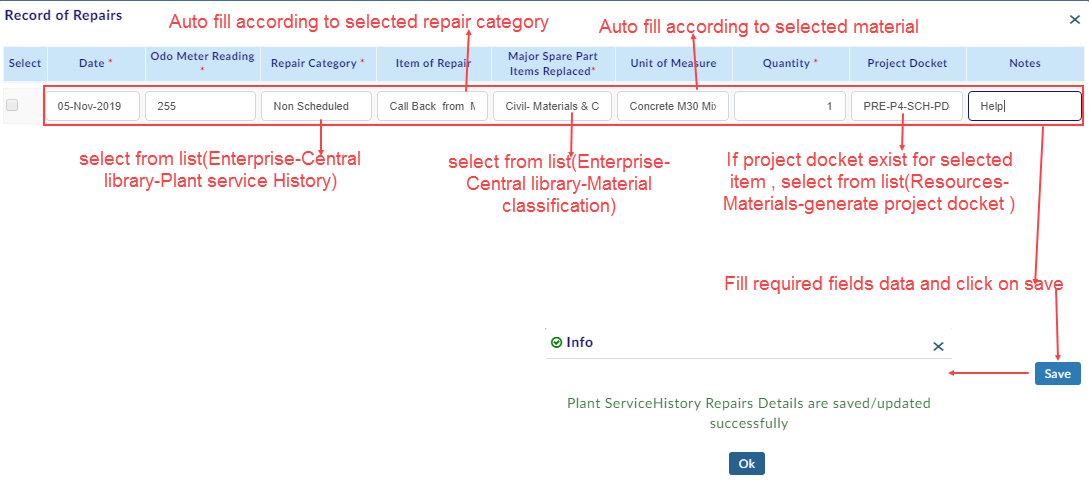 Record of Repairs
Auto fill according to selected repair category
Auto fill according to selected material
Select
Date *
Odo Meter Reading
*
Repair Category *
Item of Repair
Major Spare Part
Items Replaced*
Unit of Measure
Quantity *
Project Docket
Notes
05-Nov-2019
255
Non Scheduled
Call Back from
Civil- Materials & C
Concrete M30 Mix
1
PRE-P4-SCH-PD
Help
select from list(Enterprise-Central
library-Plant service History)
select from list(Enterprise-
Central library-Material
classification)
If project docket exist for selected
item , select from list(Resources-
Materials-generate project docket )
Fill required fields data and click on save
Info
Save
Plant ServiceHistory Repairs Details are saved/updated
successfully
Ok